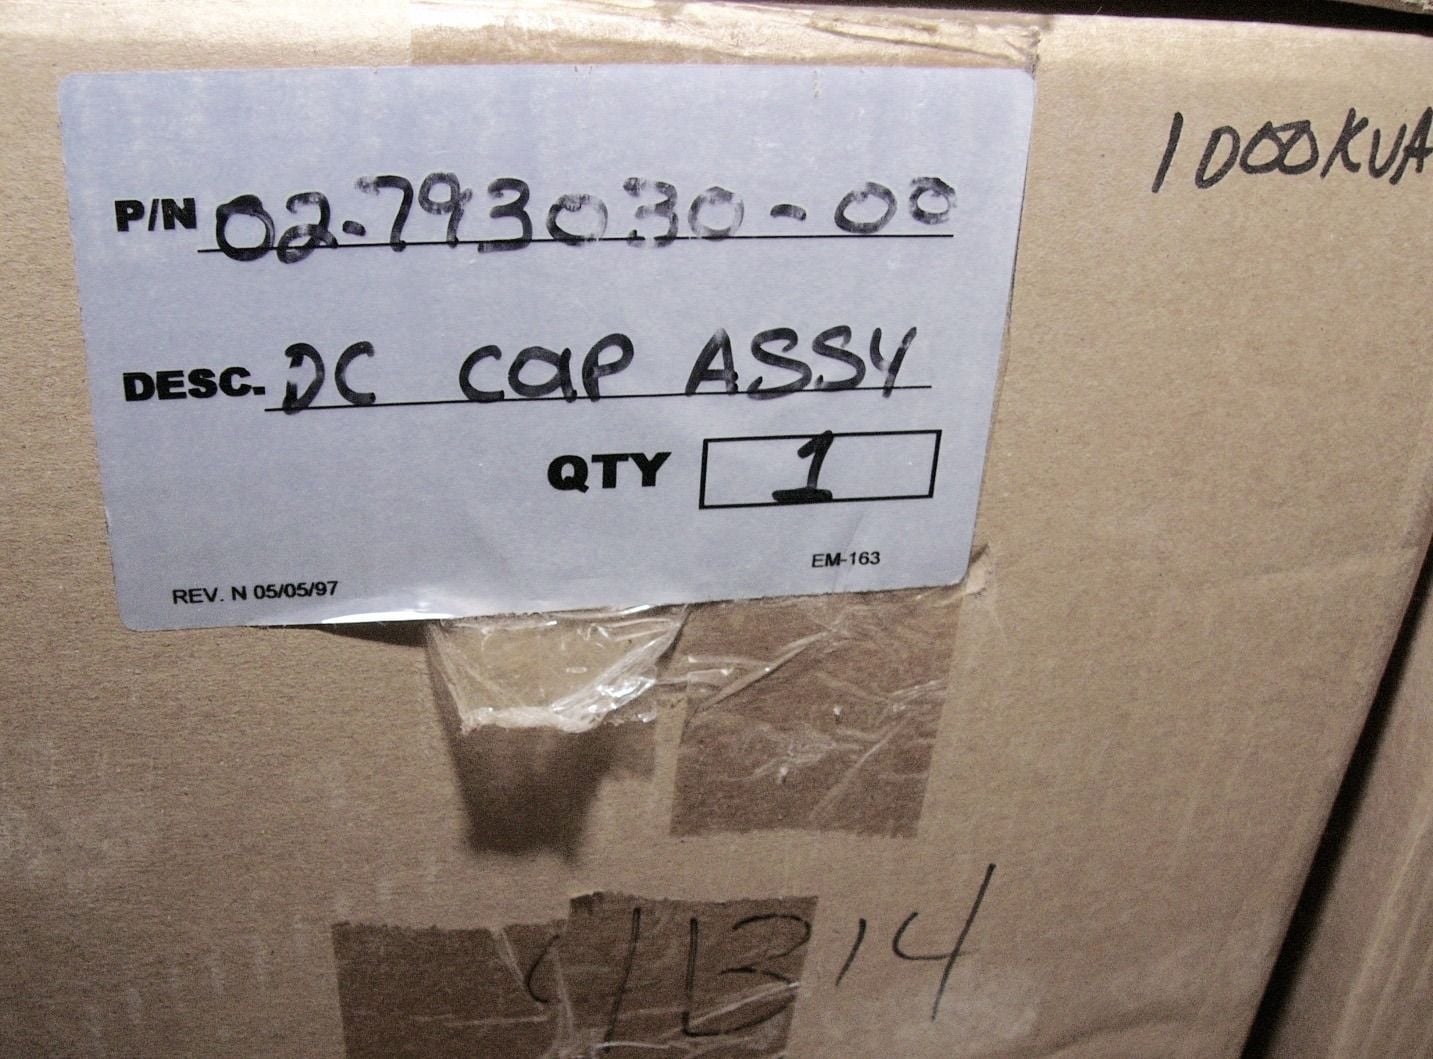 1000KVA
P/N 02-793030-00
DESC. DC CAP ASSY
QTY 1
EM-163
REV. N 05/05/97